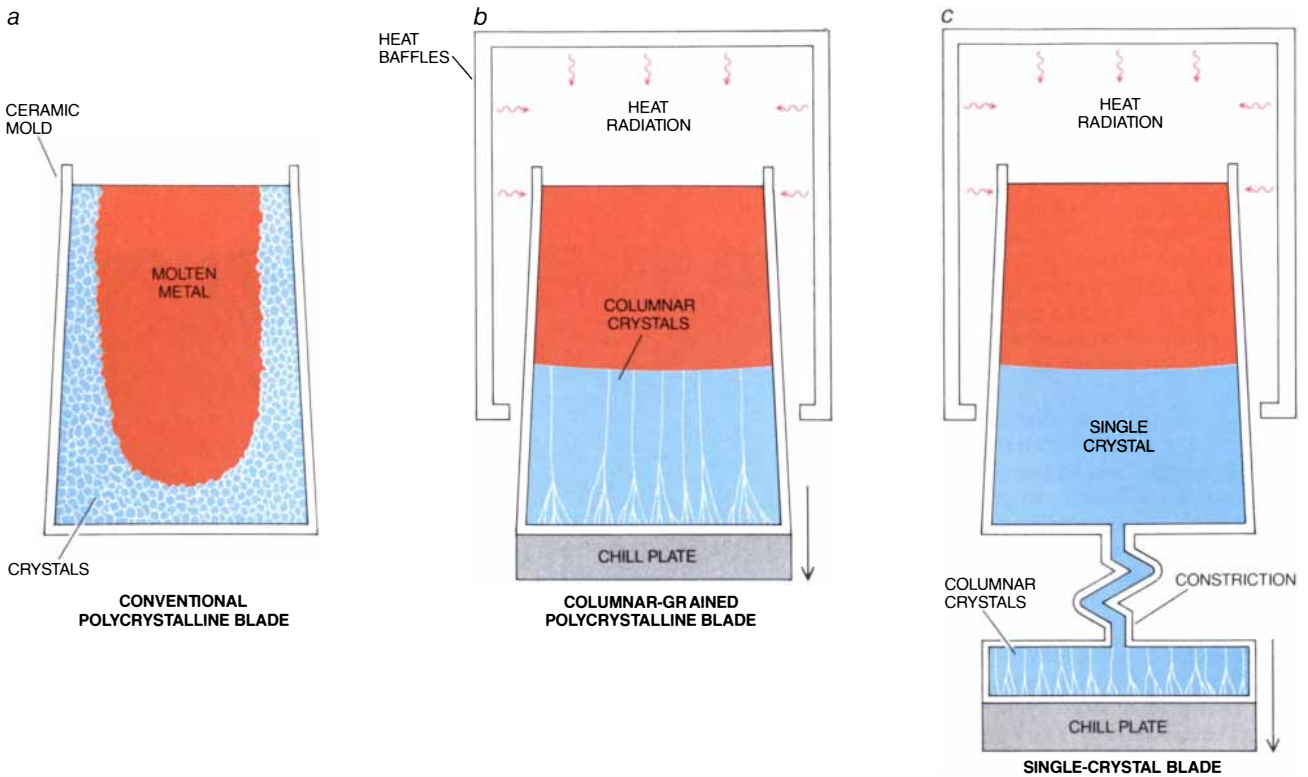 a
CERAMIC
MOLD
MOLTEN
METAL
CRYSTALS
CONVENTIONAL
POLYCRYSTALLINE BLADE
b
HEAT
BAFFLES
HEAT
RADIATION
COLUMNAR
CRYSTALS
CHILL PLATE
COLUMNAR-GRAINED
POLYCRYSTALLINE BLADE
c
HEAT
RADIATION
SINGLE
CRYSTAL
COLUMNAR
CRYSTALS
CONSTRICTION
CHILL PLATE
SINGLE-CRYSTAL BLADE